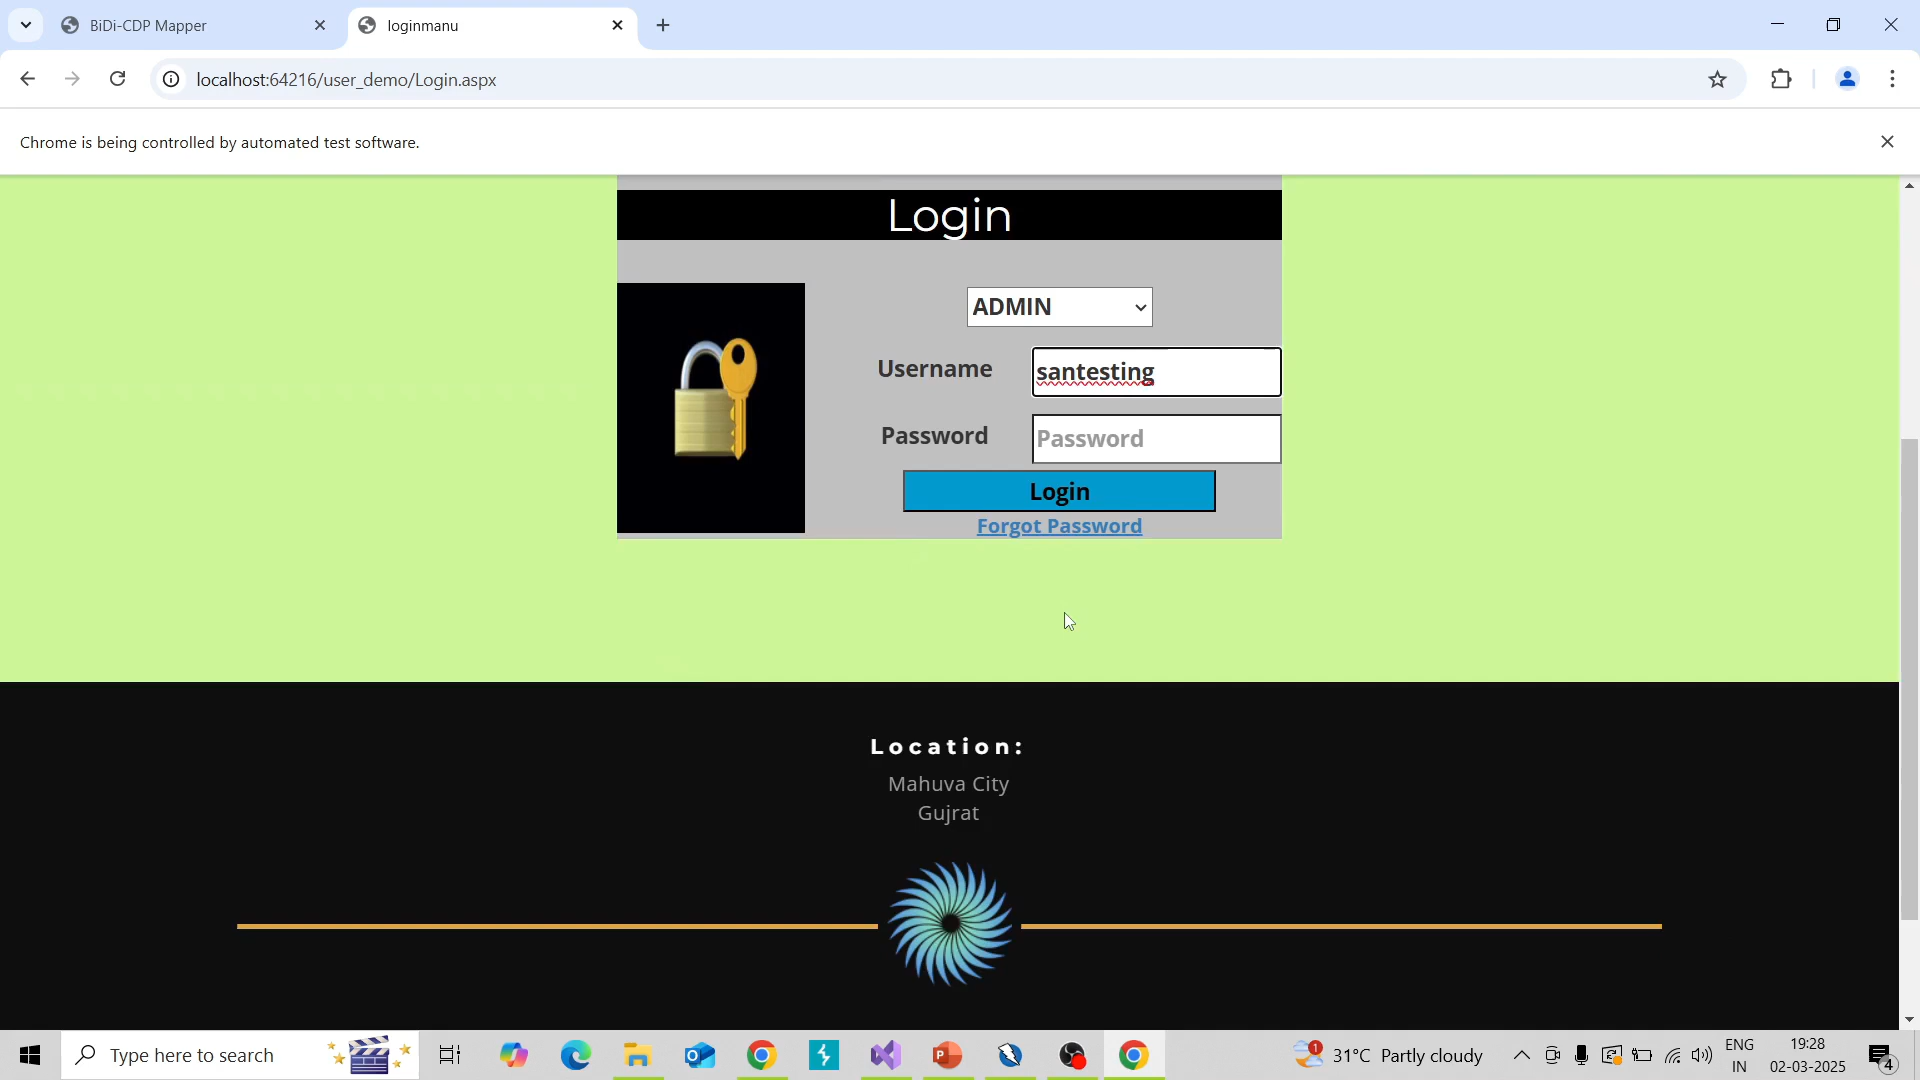 BiDi-CDP Mapper
loginmanu
localhost:64216/user_demo/Login.aspx
Chrome is being controlled by automated test software.
Login
ADMIN
Username
santesting
Password
Password
Login
Forgot Password
Location:
Mahuva City
Gujrat
Type here to search
1
31°C Partly cloudy
ENG
IN
19:28
02-03-2025
4